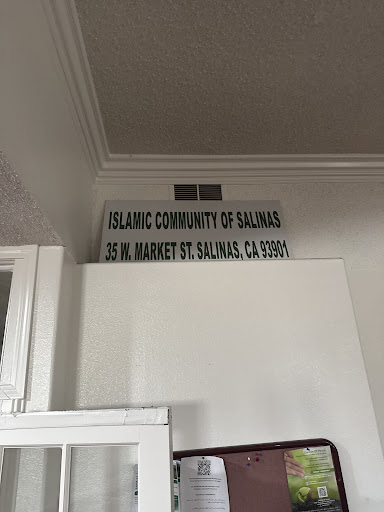 ISLAMIC COMMUNITY OF SALINAS
35 W. MARKET ST. SALINAS, CA 93901